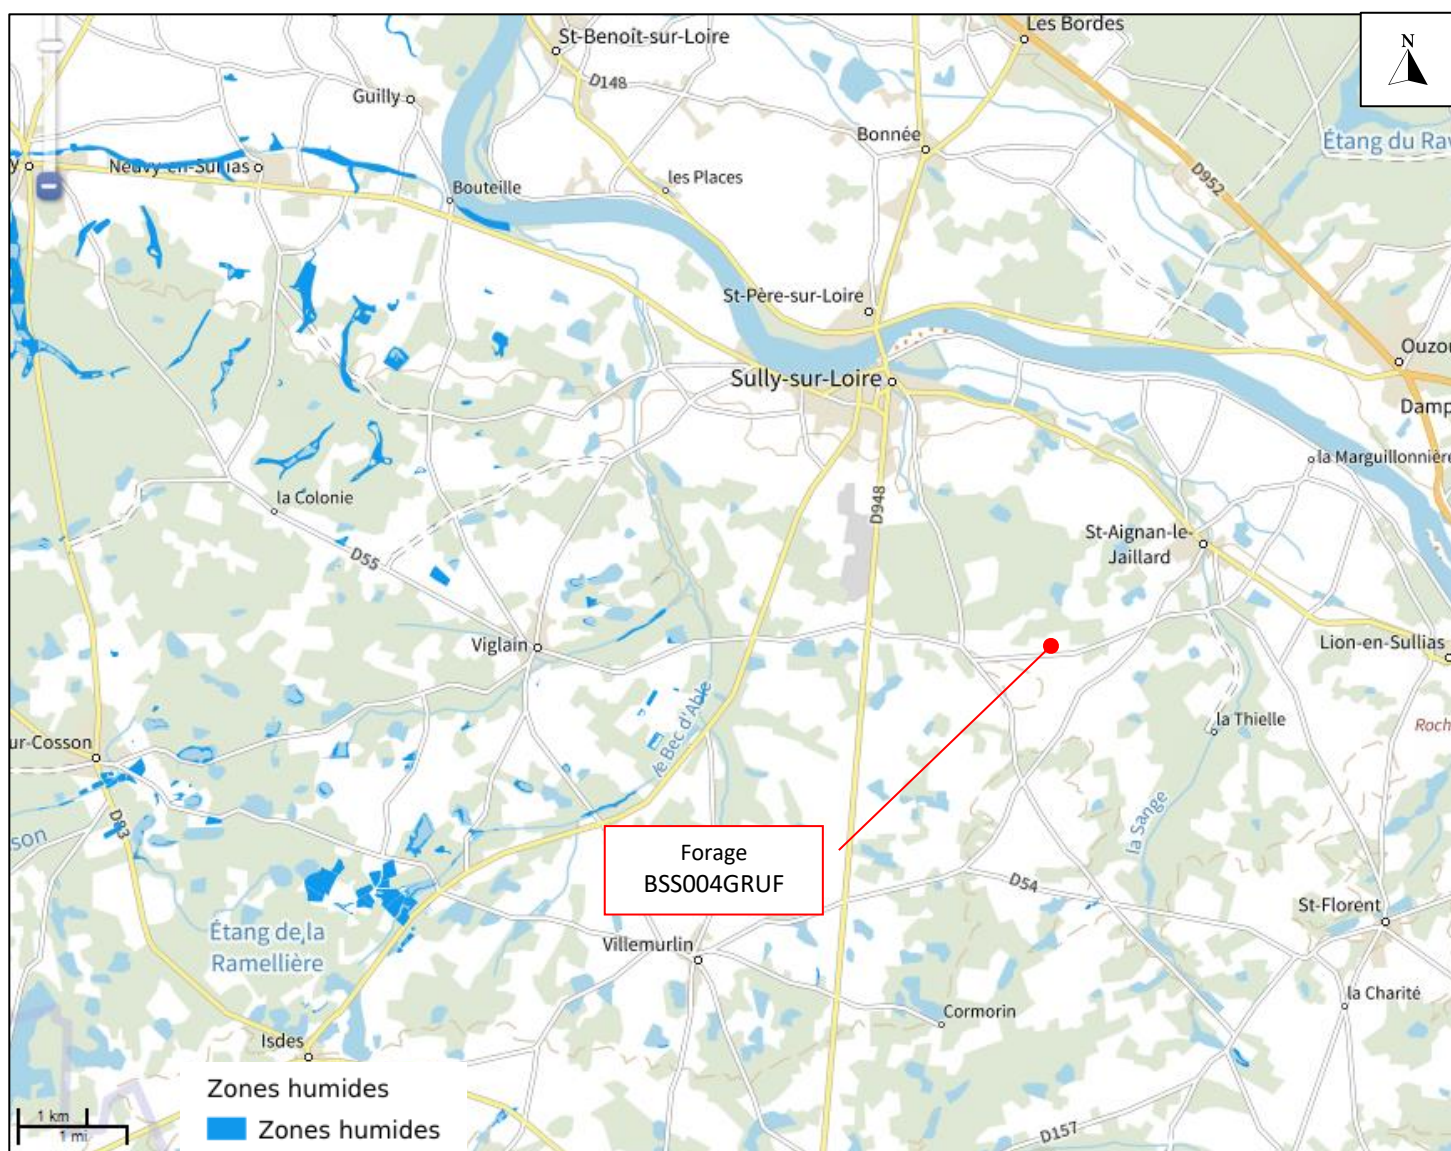 Les Bordes
N
St-Benoît-sur-Loire
D148
Guilly
Bonnée
Étang du Rav
y
Neuvy-en-Sullias
Bouteille
les Places
D952
St-Père-sur-Loire
Ouzou
Sully-sur-Loire
Damp
la Marguillonnière
la Colonie
D948
St-Aignan-le-
Jaillard
D55
Viglain
Lion-en-Sullias
le Bec d'Able
la Thielle
Roch
ur-Cosson
D83
sson
la Sange
Forage
BSS004GRUF
D54
St-Florent
Étang de la
Ramellière
Villemurlin
la Charité
Cormorin
Isdes
Zones humides
Zones humides
1 km
1 mi
D157